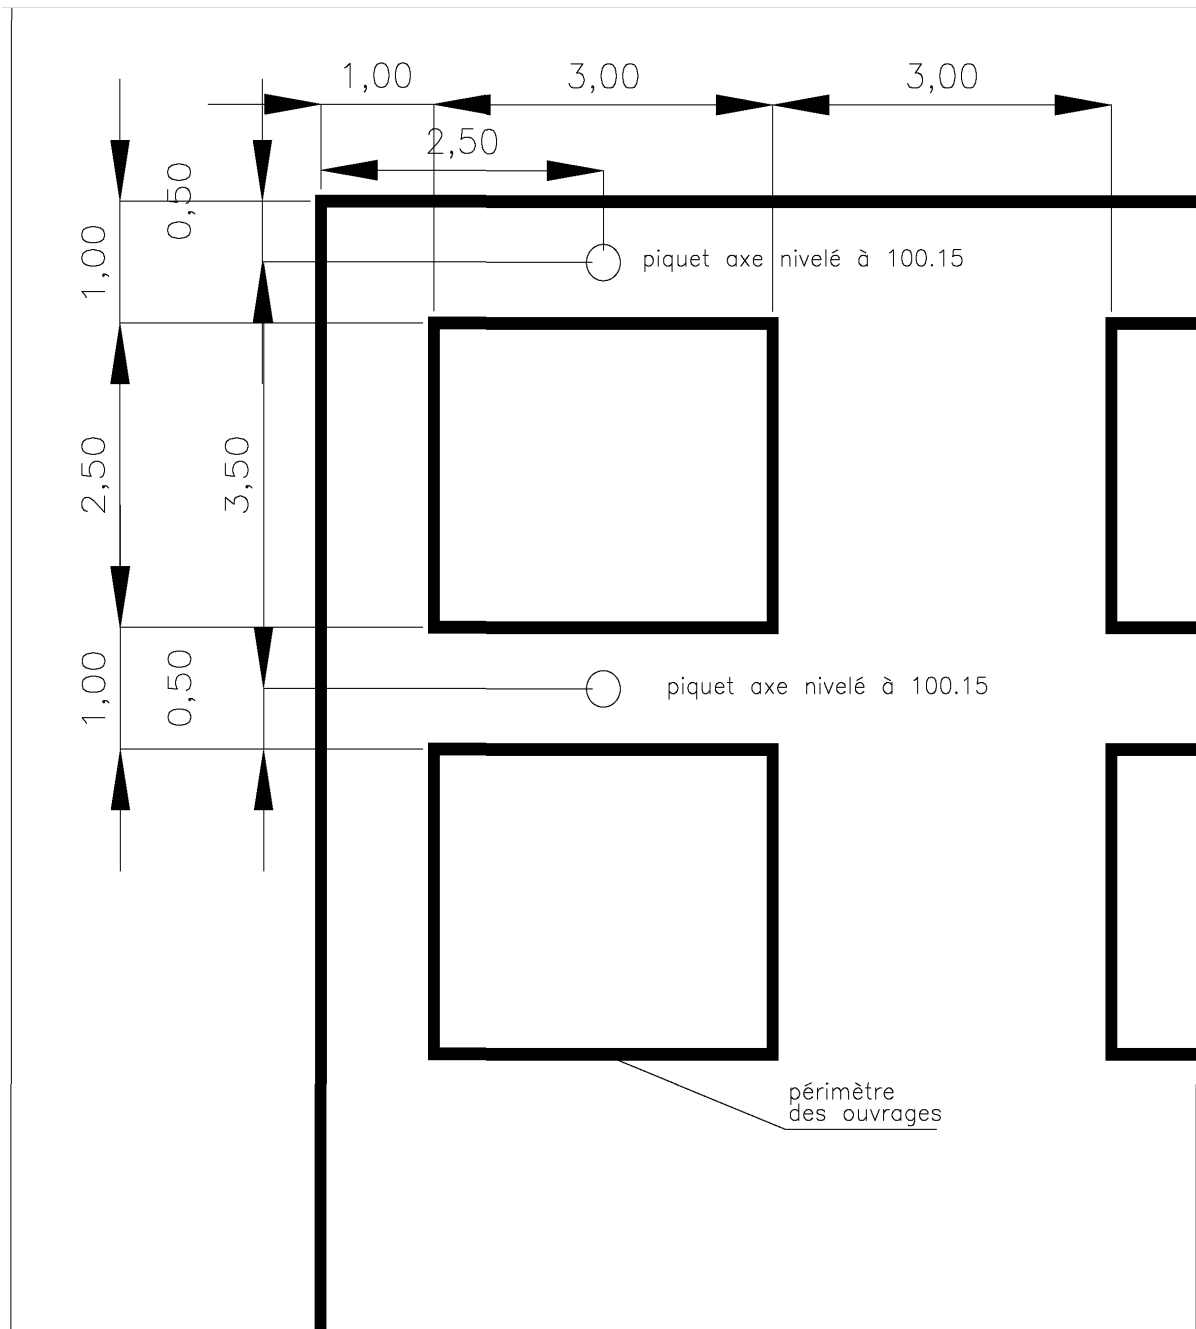 1,00
3,00
3,00
2,50
0,50
1,00
piquet axe nivelé à 100.15
2,50
3,50
1,00
0,50
piquet axe nivelé à 100.15
périmètre
des ouvrages